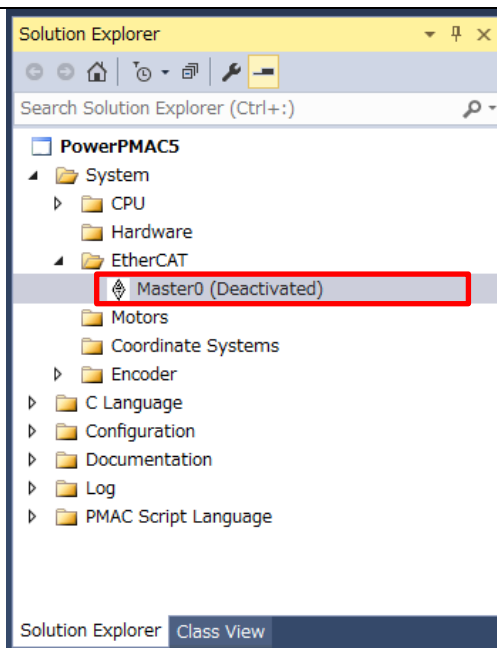 Solution Explorer
Search Solution Explorer (Ctrl+:)
PowerPMAC5
System
CPU
Hardware
EtherCAT
Master0 (Deactivated)
Motors
Coordinate Systems
Encoder
C Language
Configuration
Documentation
Log
PMAC Script Language
Solution Explorer Class View